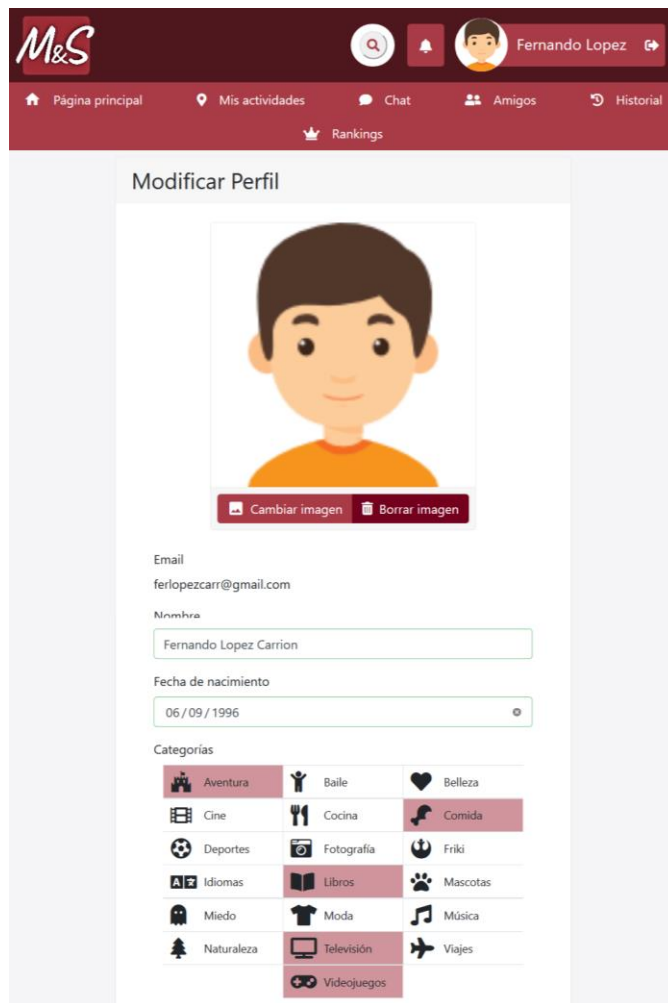 M&S
Fernando Lopez
Página principal
Mis actividades
Chat
Amigos
Historial
Rankings
Modificar Perfil
Cambiar imagen
Borrar imagen
Email
ferlopezcarr@gmail.com
Nombre
Fernando Lopez Carrion
Fecha de nacimiento
06/09/1996
Categorías
Aventura
Baile
Belleza
Cine
Cocina
Comida
Deportes
Fotografía
Friki
A
Idiomas
Libros
Mascotas
Miedo
Moda
Música
Naturaleza
Televisión
Viajes
Videojuegos